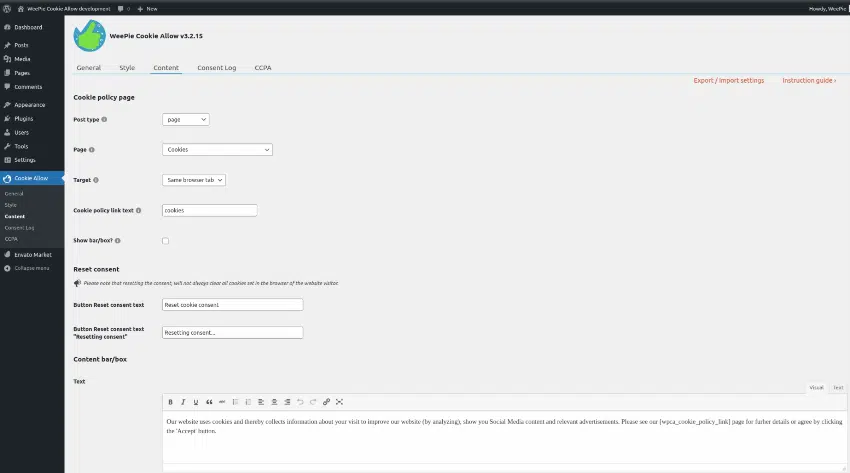 WeePie Cookie Allow development 0 + New Howdy, WeePie
Dashboard
Posts
Media
Pages
Comments
Appearance
Plugins
Users
Tools
Settings
Cookie Allow
General
Style
Content
Consent Log
CCPA
Envato Market
Collapse menu
WeePie Cookie Allow v3.2.15
General Style Content Consent Log CCPA
Export / Import settings Instruction guide ›
Cookie policy page
Post type page
Page Cookies
Target Same browser tab
Cookie policy link text cookies
Show bar/box?
Reset consent
Please note that resetting the consent, will not always clear all cookies set in the browser of the website visitor.
Button Reset consent text Reset cookie consent
Button Reset consent text
"Resetting consent" Resetting consent...
Content bar/box
Text
Visual Text
B I U ABC
Our website uses cookies and thereby collects information about your visit to improve our website (by analyzing), show you Social Media content and relevant advertisements. Please see our [wpca_cookie_policy_link] page for furher details or agree by clicking
the 'Accept' button.